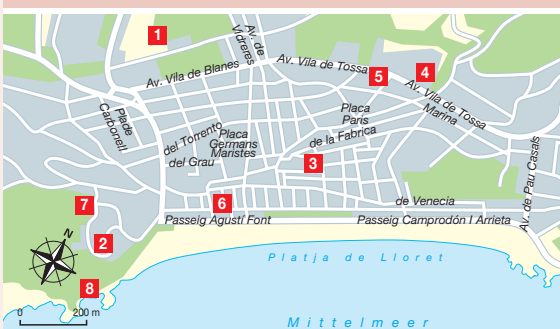 1
Av. de
Vidreras
Av. Vila de Tossa
5
4
Av. Vila de Blanes
Av. Vila de Tossa
Plade
Carbonell
Placa
Paris
Marina
del Torrento
Placa
Germans
Maristes
de la Fabrica
del Grau
3
Av. de Pau Casals
7
6
de Venecia
Passeig Agustí Font
Passeig Camprodón I Arrieta
N
2
Platja de Lloret
8
0
200 m
Mittelmeer